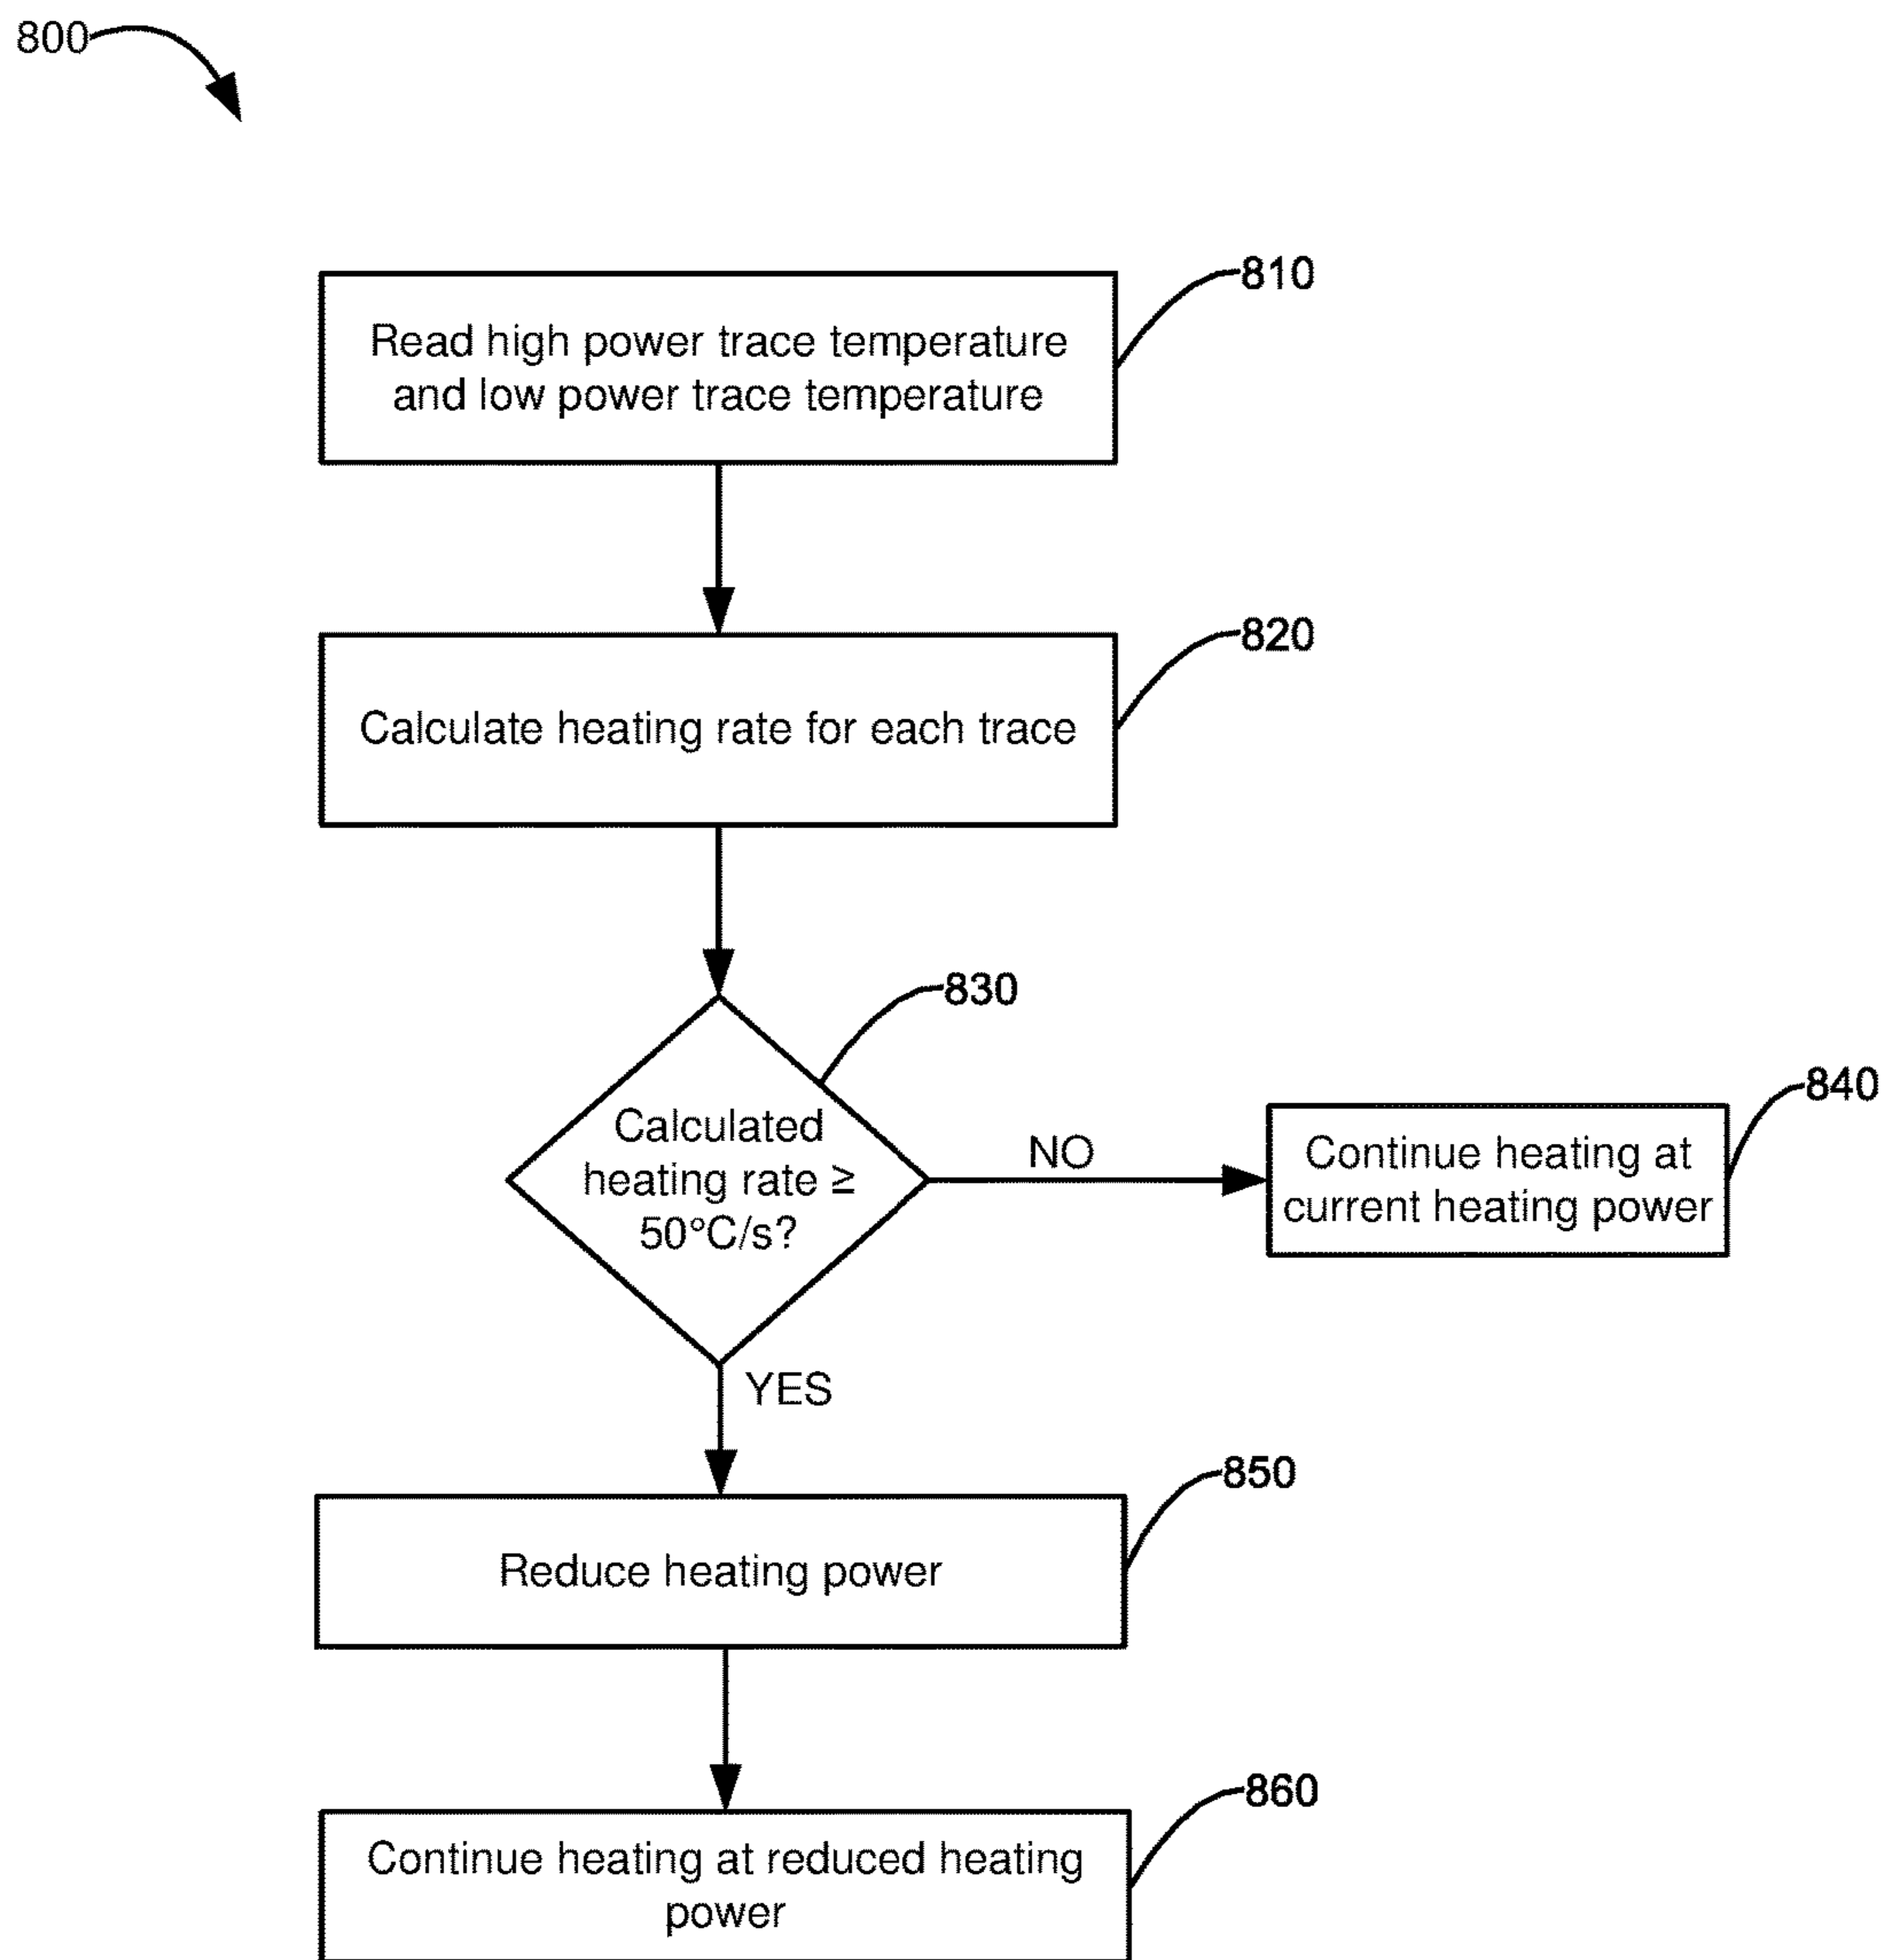 800
810
Read high power trace temperature
and low power trace temperature
820
Calculate heating rate for each trace
830
Calculated
heating rate ≥
50°C/s?
NO
840
Continue heating at
current heating power
YES
850
Reduce heating power
860
Continue heating at reduced heating
power